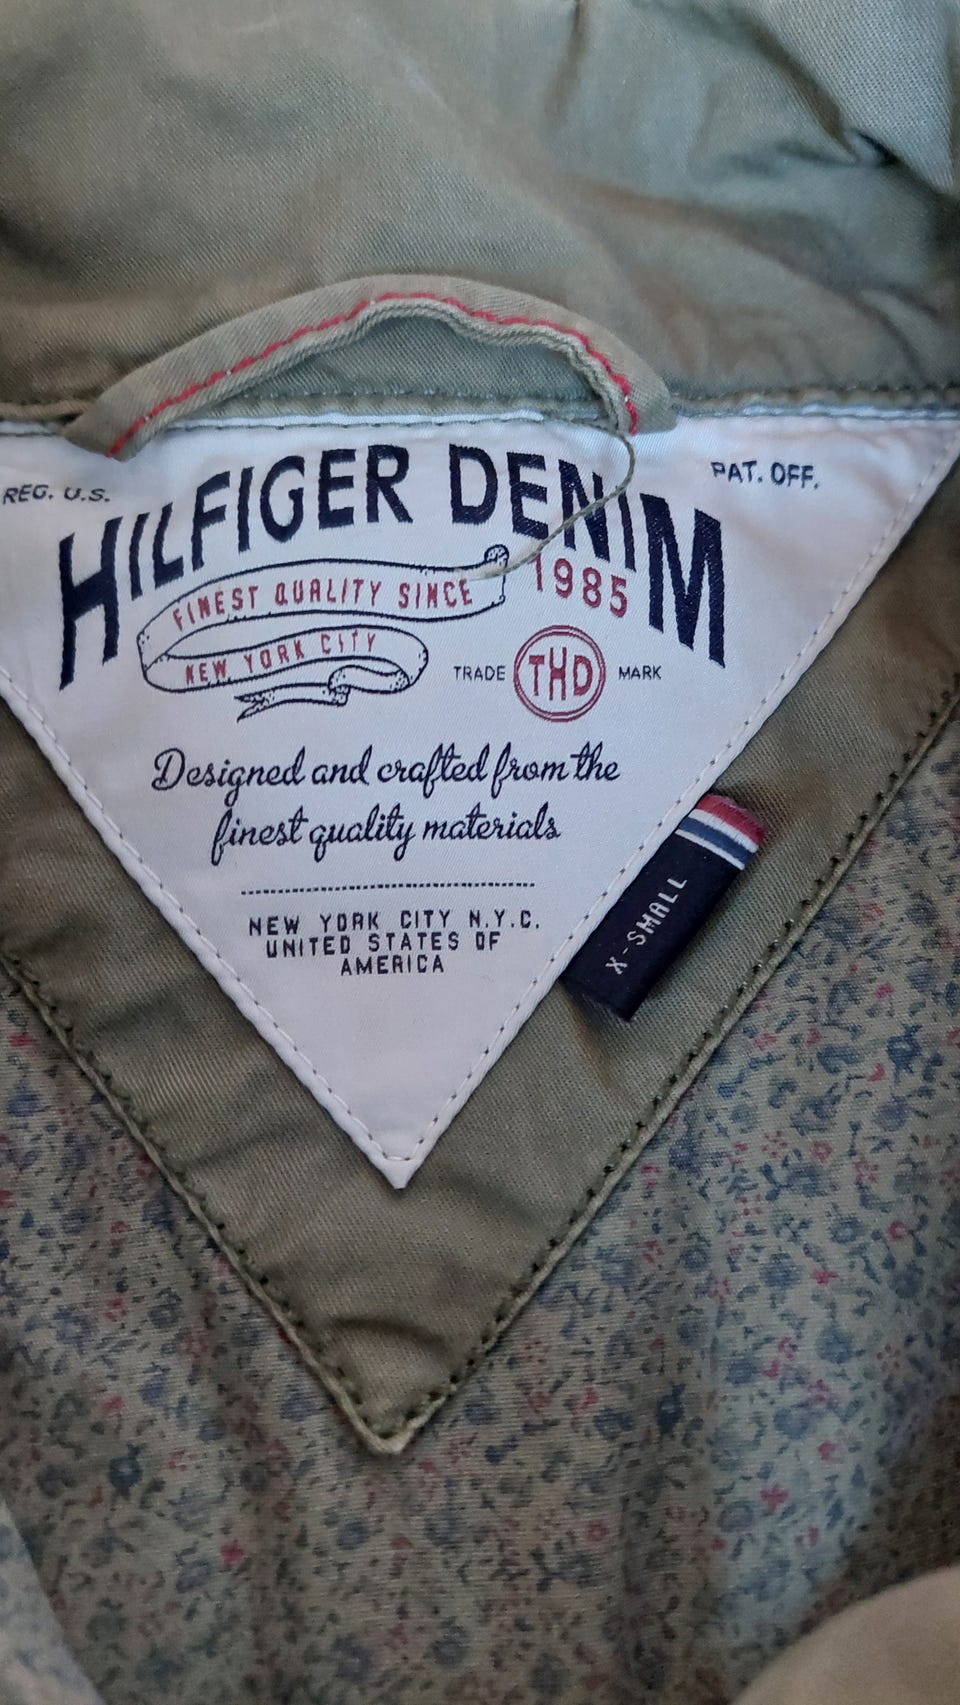 REG. U.S.
PAT. OFF.
HILFIGER DENIM
FINEST QUALITY SINCE
1985
NEW YORK CITY
TRADE THD MARK
Designed and crafted from the
finest quality materials
NEW YORK CITY N.Y.C.
UNITED STATES OF
AMERICA
X-SMALL